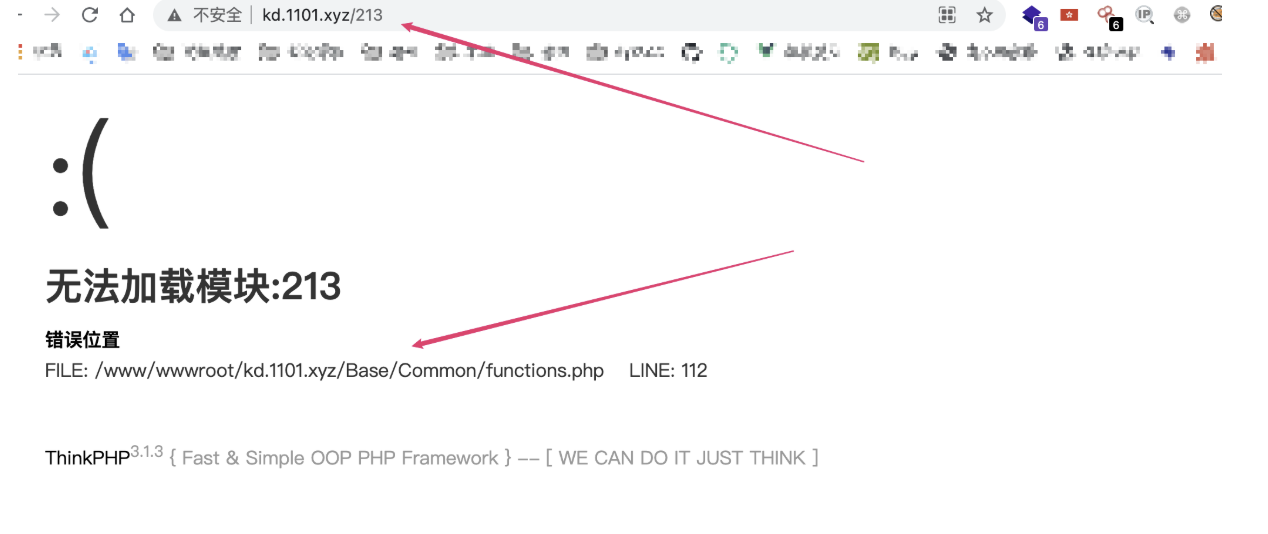 不安全 kd.1101.xyz/213
6 6 IP
:(
无法加载模块:213
错误位置
FILE: /www/wwwroot/kd.1101.xyz/Base/Common/functions.php LINE: 112
ThinkPHP3.1.3 { Fast & Simple OOP PHP Framework } -- [ WE CAN DO IT JUST THINK ]